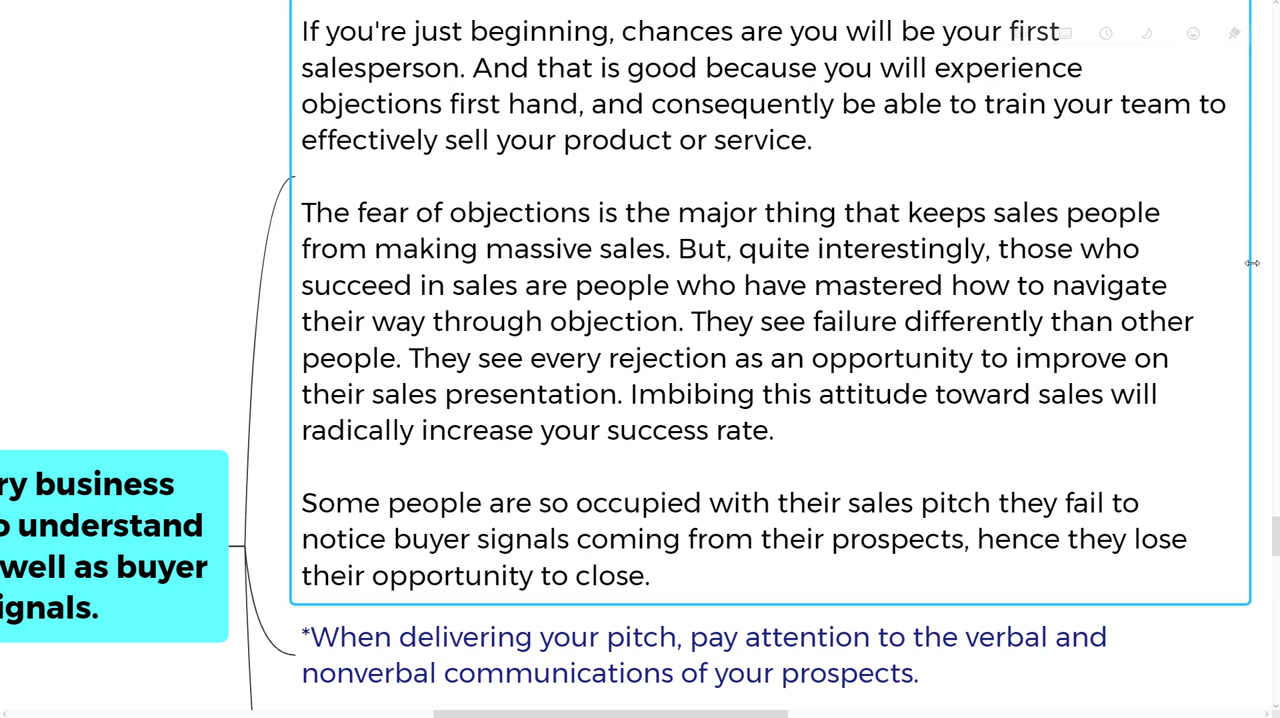 If you're just beginning, chances are you will be your first
salesperson. And that is good because you will experience
objections first hand, and consequently be able to train your team to
effectively sell your product or service.
The fear of objections is the major thing that keeps sales people
from making massive sales. But, quite interestingly, those who
succeed in sales are people who have mastered how to navigate
their way through objection. They see failure differently than other
people. They see every rejection as an opportunity to improve on
their sales presentation. Imbibing this attitude toward sales will
radically increase your success rate.
Some people are so occupied with their sales pitch they fail to
notice buyer signals coming from their prospects, hence they lose
their opportunity to close.
*When delivering your pitch, pay attention to the verbal and
nonverbal communications of your prospects.
ry business
o understand
well as buyer
ignals.